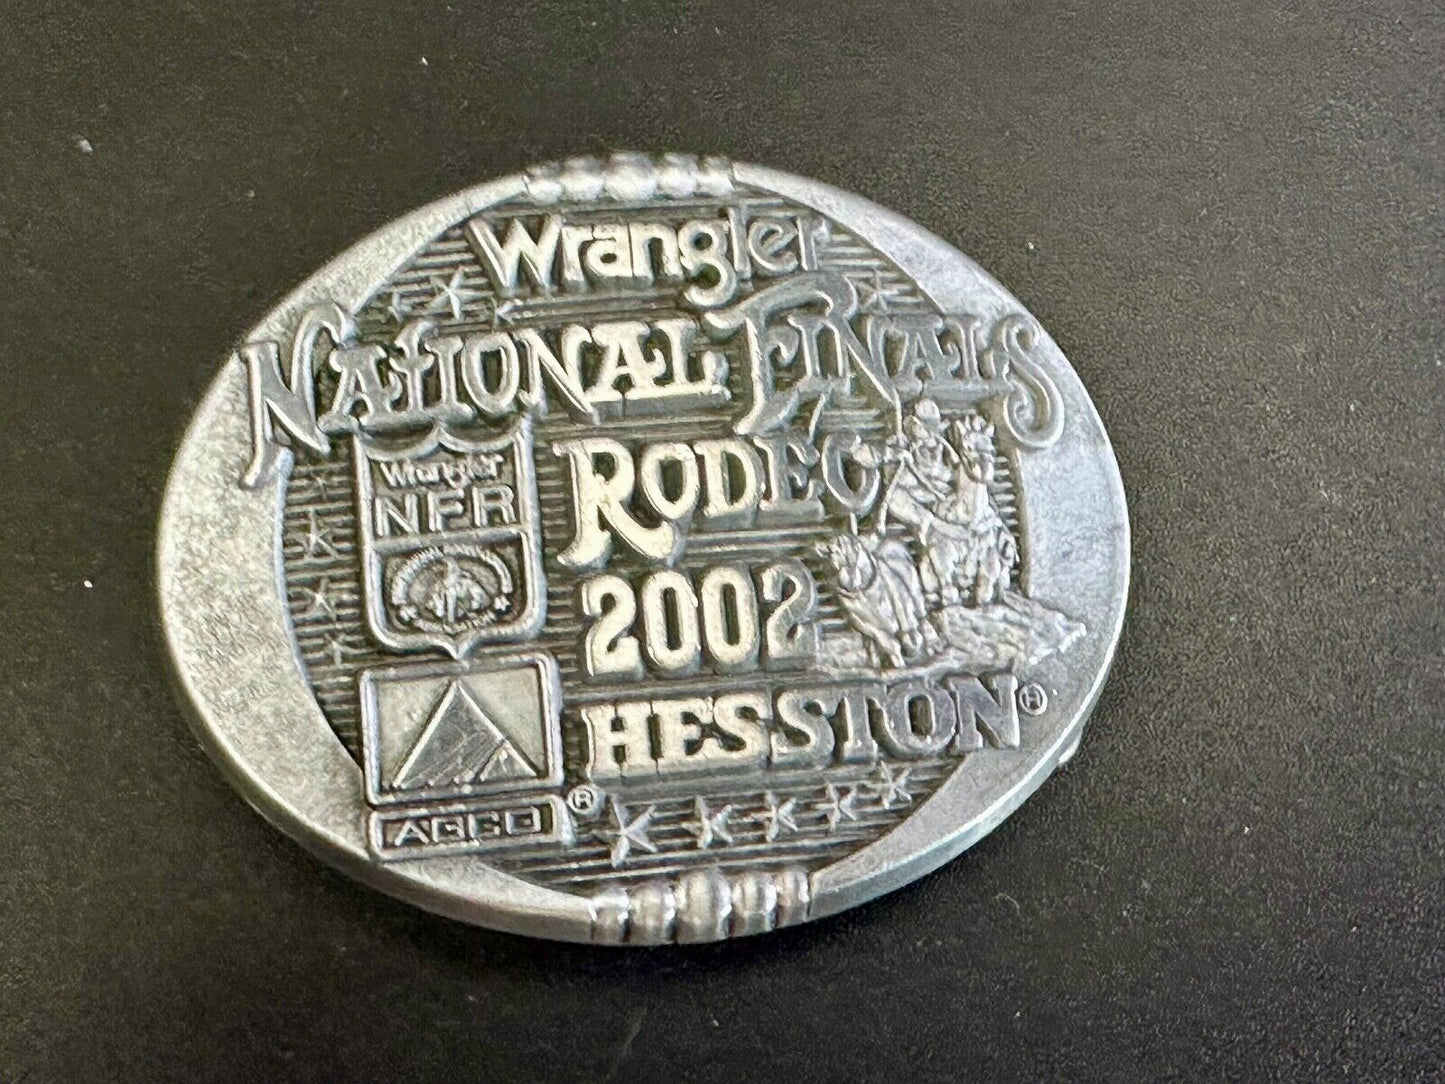 Wrangler
NATIONAL FINALS
RODEO
Wrangler
NFR
2002
HESSTON®
AGCO®